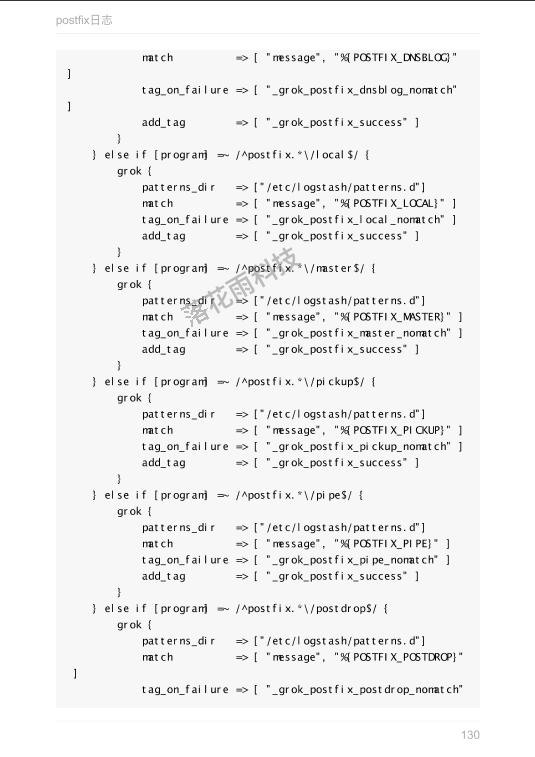 postfix日志
match => [ "message", "%{POSTFIX_DNSBLOG}"
]
tag_on_failure => [ "_grok_postfix_dnsblog_nomatch"
]
add_tag => [ "_grok_postfix_success" ]
}
} else if [program] =~ /^postfix.*\/local$/ {
grok {
patterns_dir => ["/etc/logstash/patterns.d"]
match => [ "message", "%{POSTFIX_LOCAL}" ]
tag_on_failure => [ "_grok_postfix_local_nomatch" ]
add_tag => [ "_grok_postfix_success" ]
}
} else if [program] =~ /^postfix.*\/master$/ {
grok {
patterns_dir => ["/etc/logstash/patterns.d"]
match => [ "message", "%{POSTFIX_MASTER}" ]
tag_on_failure => [ "_grok_postfix_master_nomatch" ]
add_tag => [ "_grok_postfix_success" ]
}
} else if [program] =~ /^postfix.*\/pickup$/ {
grok {
patterns_dir => ["/etc/logstash/patterns.d"]
match => [ "message", "%{POSTFIX_PICKUP}" ]
tag_on_failure => [ "_grok_postfix_pickup_nomatch" ]
add_tag => [ "_grok_postfix_success" ]
}
} else if [program] =~ /^postfix.*\/pipe$/ {
grok {
patterns_dir => ["/etc/logstash/patterns.d"]
match => [ "message", "%{POSTFIX_PIPE}" ]
tag_on_failure => [ "_grok_postfix_pipe_nomatch" ]
add_tag => [ "_grok_postfix_success" ]
}
} else if [program] =~ /^postfix.*\/postdrop$/ {
grok {
patterns_dir => ["/etc/logstash/patterns.d"]
match => [ "message", "%{POSTFIX_POSTDROP}"
]
tag_on_failure => [ "_grok_postfix_postdrop_nomatch"
落花雨科技
130